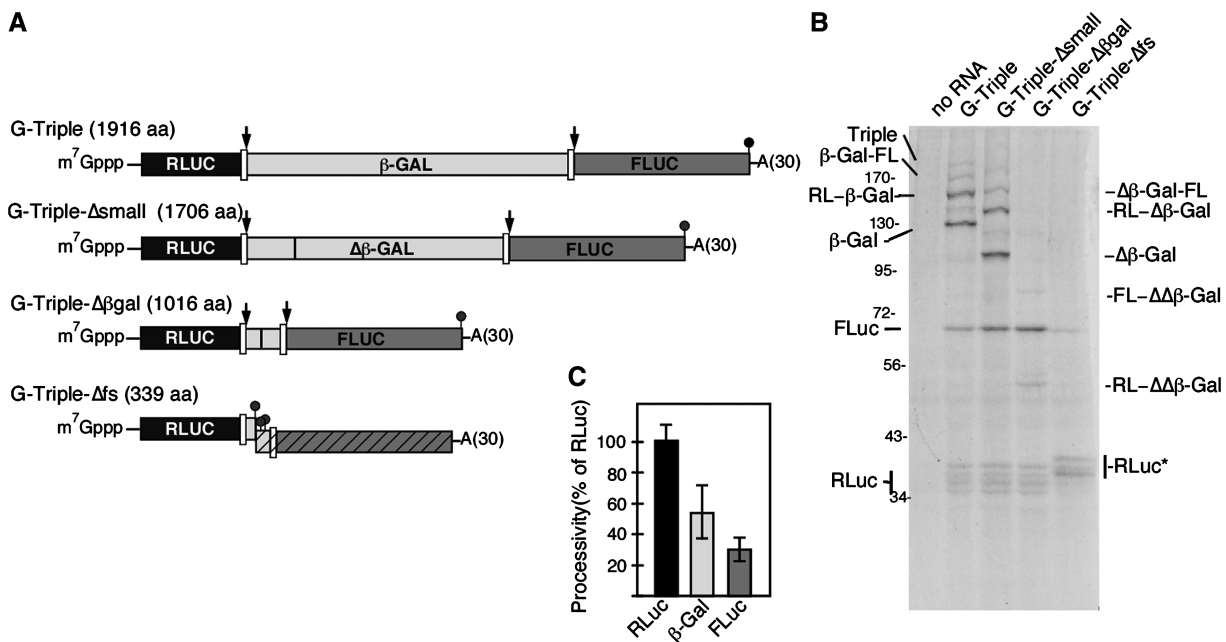 A
G-Triple (1916 aa)
m7Gppp RLUC β-GAL FLUC A(30)
G-Triple-Δsmall (1706 aa)
m7Gppp RLUC Δβ-GAL FLUC A(30)
G-Triple-Δβgal (1016 aa)
m7Gppp RLUC FLUC A(30)
G-Triple-Δfs (339 aa)
m7Gppp RLUC A(30)
B
no RNA
G-Triple
G-Triple-Δsmall
G-Triple-Δβgal
G-Triple-Δfs
Triple
β-Gal-FL
170-
RL-β-Gal
130-
β-Gal
95-
72-
FLuc
56-
43-
RLuc
34-
-Δβ-Gal-FL
-RL-Δβ-Gal
-Δβ-Gal
-FL-ΔΔβ-Gal
-RL-ΔΔβ-Gal
-RLuc*
C
Processivity(% of RLuc)
100
80
60
40
20
RLuc
β-Gal
FLuc